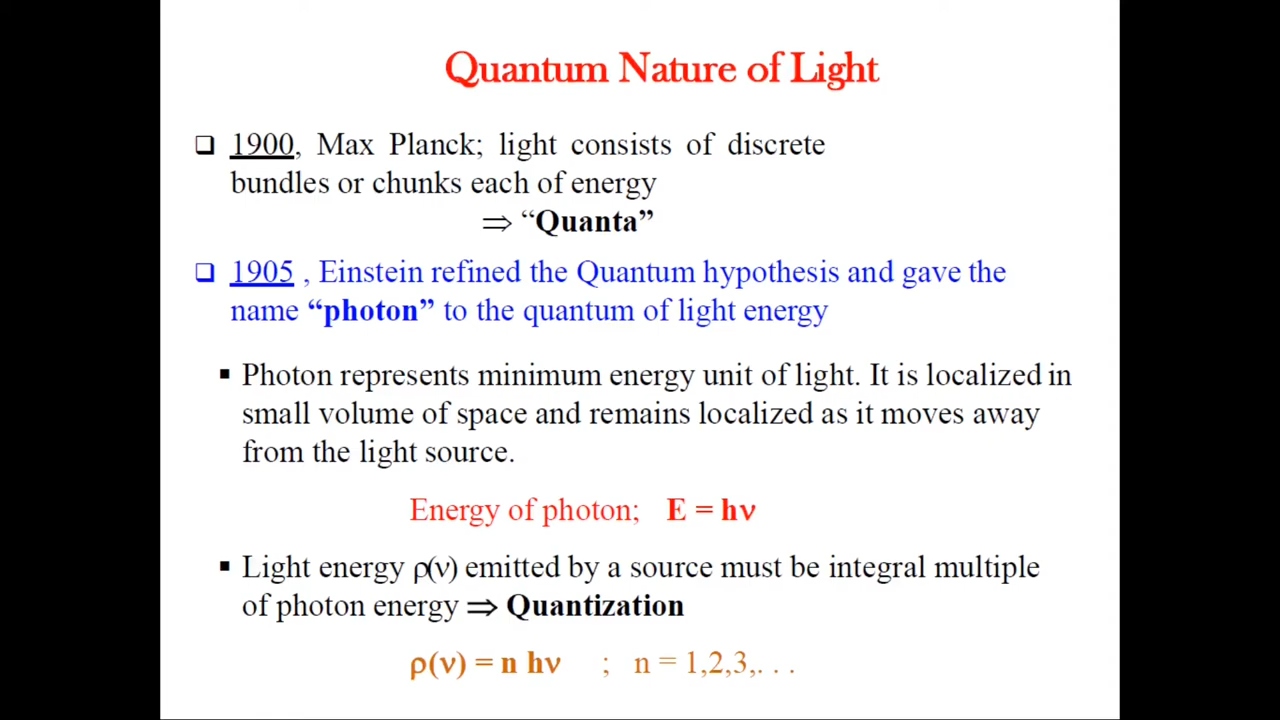 Quantum Nature of Light
❑ 1900, Max Planck; light consists of discrete
bundles or chunks each of energy
⇒ “Quanta”
❑ 1905 , Einstein refined the Quantum hypothesis and gave the
name “photon” to the quantum of light energy
▪ Photon represents minimum energy unit of light. It is localized in
small volume of space and remains localized as it moves away
from the light source.
Energy of photon; E = hν
▪ Light energy ρ(ν) emitted by a source must be integral multiple
of photon energy ⇒ Quantization
ρ(ν) = n hν ; n = 1,2,3,. . .